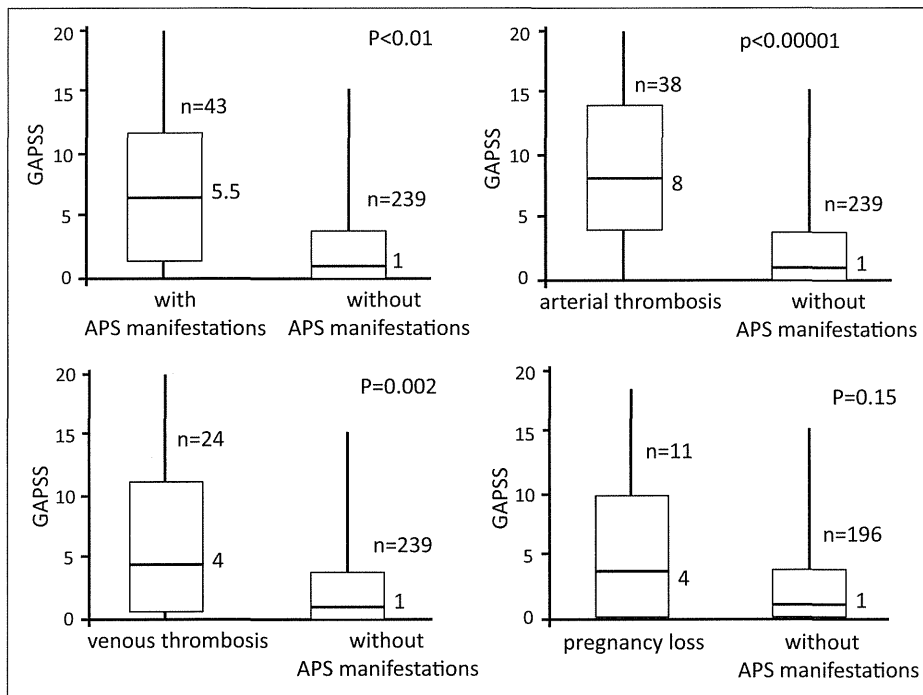 20
15
10
5
0
GAPSS
P<0.01
n=43
5.5
n=239
1
with
APS manifestations
without
APS manifestations
20
15
10
5
0
GAPSS
p<0.00001
n=38
8
n=239
1
arterial thrombosis
without
APS manifestations
20
15
10
5
0
GAPSS
P=0.002
n=24
4
n=239
1
venous thrombosis
without
APS manifestations
20
15
10
5
0
GAPSS
P=0.15
n=11
4
n=196
1
pregnancy loss
without
APS manifestations